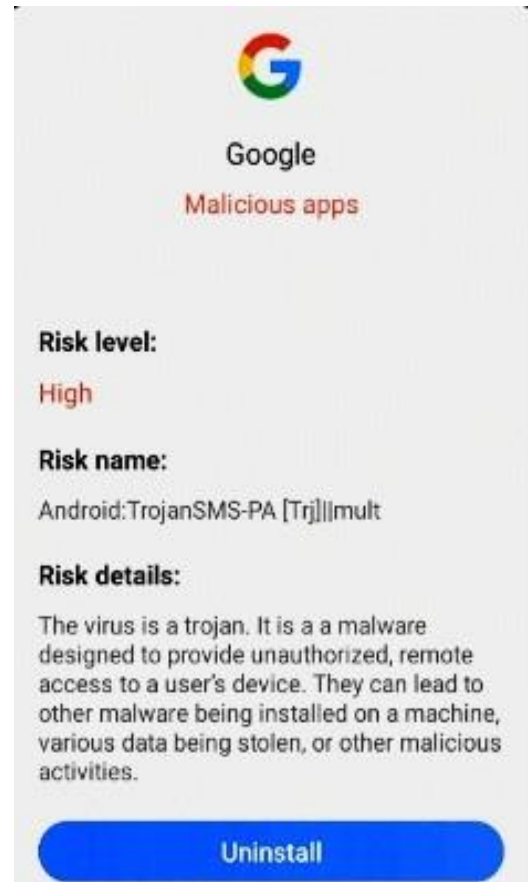 Google
Malicious apps
Risk level:
High
Risk name:
Android:TrojanSMS-PA [Trj]||mult
Risk details:
The virus is a trojan. It is a a malware
designed to provide unauthorized, remote
access to a user's device. They can lead to
other malware being installed on a machine,
various data being stolen, or other malicious
activities.
Uninstall